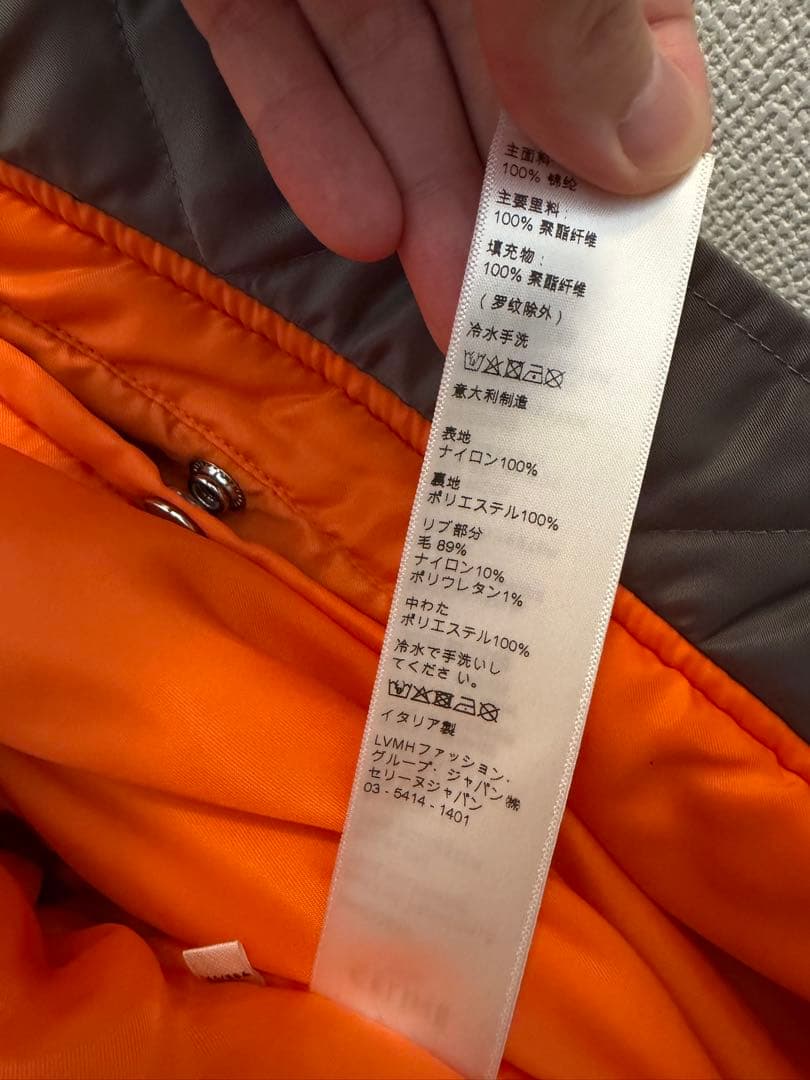 主面料
100% 锦纶
主要里料：
100% 聚酯纤维
填充物：
100% 聚酯纤维
（罗纹除外）
冷水手洗
意大利制造
表地
ナイロン100%
裏地
ポリエステル100%
リブ部分
毛 89%
ナイロン10%
ポリウレタン1%
中わた
ポリエステル100%
冷水で手洗いし
てください。
イタリア製
LVMHファッション・
グループ・ジャパン㈱
セリーヌジャパン
03 - 5414 - 1401